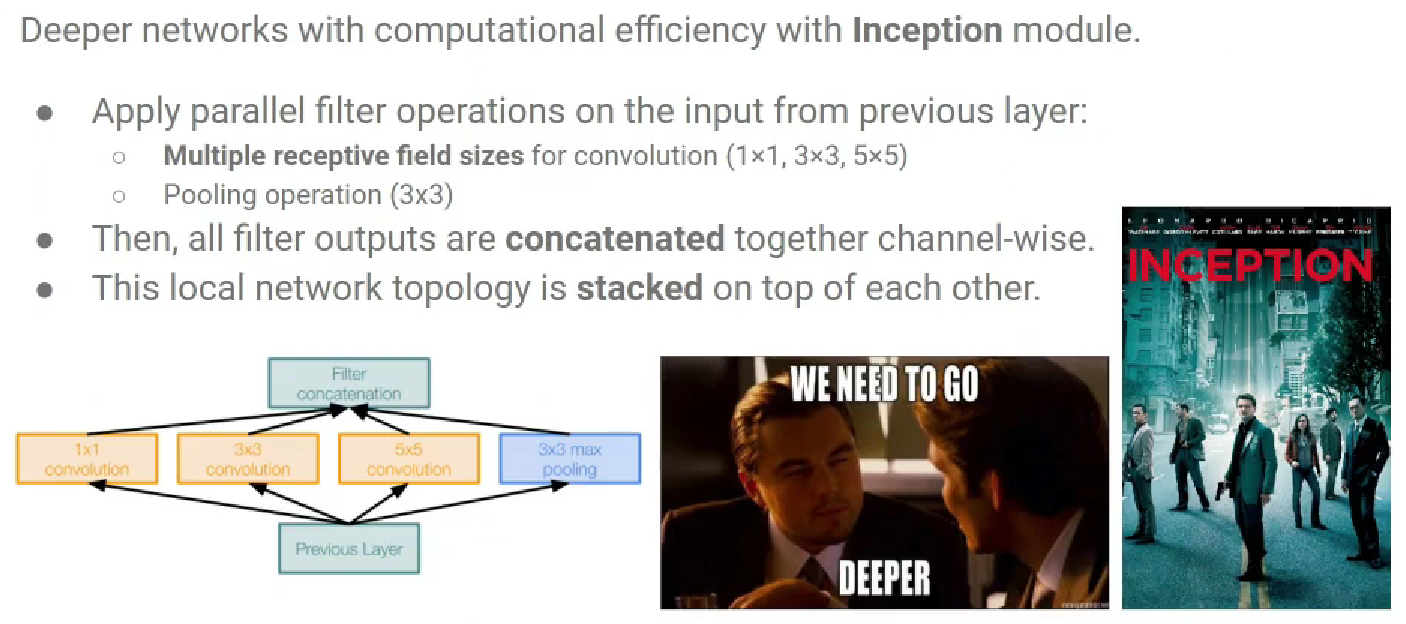 Deeper networks with computational efficiency with Inception module.
● Apply parallel filter operations on the input from previous layer:
○ Multiple receptive field sizes for convolution (1×1, 3×3, 5×5)
○ Pooling operation (3x3)
● Then, all filter outputs are concatenated together channel-wise.
● This local network topology is stacked on top of each other.
Filter
concatenation
1x1
convolution
3x3
convolution
5x5
convolution
3x3 max
pooling
Previous Layer
WE NEED TO GO
DEEPER
LEONARDO DICAPRIO
INCEPTION